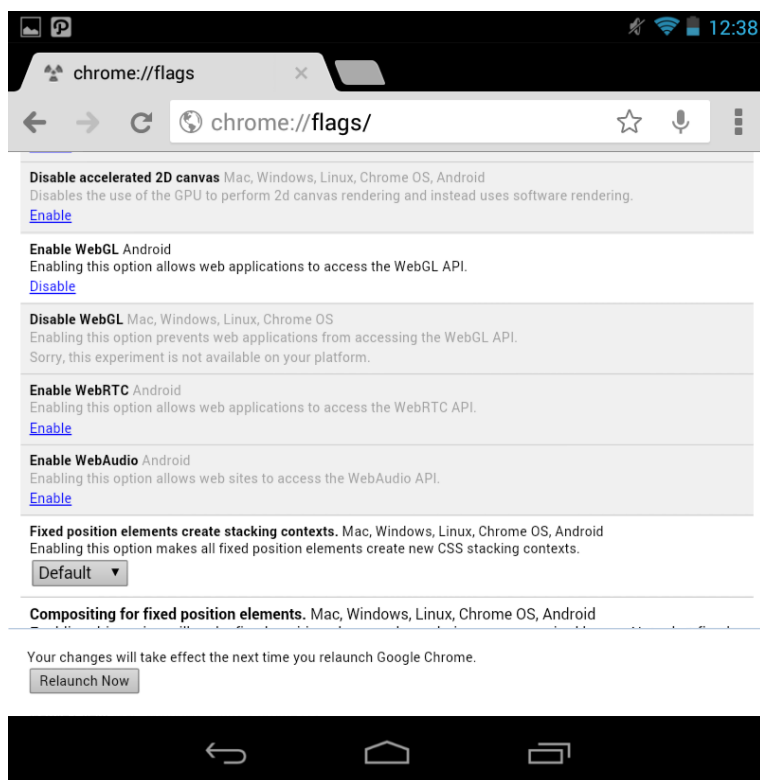 12:38
chrome://flags
chrome://flags/
Disable accelerated 2D canvas Mac, Windows, Linux, Chrome OS, Android
Disables the use of the GPU to perform 2d canvas rendering and instead uses software rendering.
Enable
Enable WebGL Android
Enabling this option allows web applications to access the WebGL API.
Disable
Disable WebGL Mac, Windows, Linux, Chrome OS
Enabling this option prevents web applications from accessing the WebGL API.
Sorry, this experiment is not available on your platform.
Enable WebRTC Android
Enabling this option allows web applications to access the WebRTC API.
Enable
Enable WebAudio Android
Enabling this option allows web sites to access the WebAudio API.
Enable
Fixed position elements create stacking contexts. Mac, Windows, Linux, Chrome OS, Android
Enabling this option makes all fixed position elements create new CSS stacking contexts.
Default
Compositing for fixed position elements. Mac, Windows, Linux, Chrome OS, Android
Your changes will take effect the next time you relaunch Google Chrome.
Relaunch Now